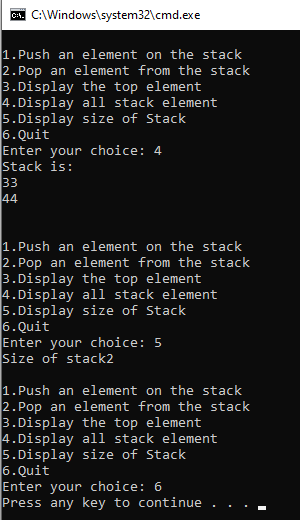 C:\Windows\system32\cmd.exe
1.Push an element on the stack
2.Pop an element from the stack
3.Display the top element
4.Display all stack element
5.Display size of Stack
6.Quit
Enter your choice: 4
Stack is:
33
44
1.Push an element on the stack
2.Pop an element from the stack
3.Display the top element
4.Display all stack element
5.Display size of Stack
6.Quit
Enter your choice: 5
Size of stack2
1.Push an element on the stack
2.Pop an element from the stack
3.Display the top element
4.Display all stack element
5.Display size of Stack
6.Quit
Enter your choice: 6
Press any key to continue . . .